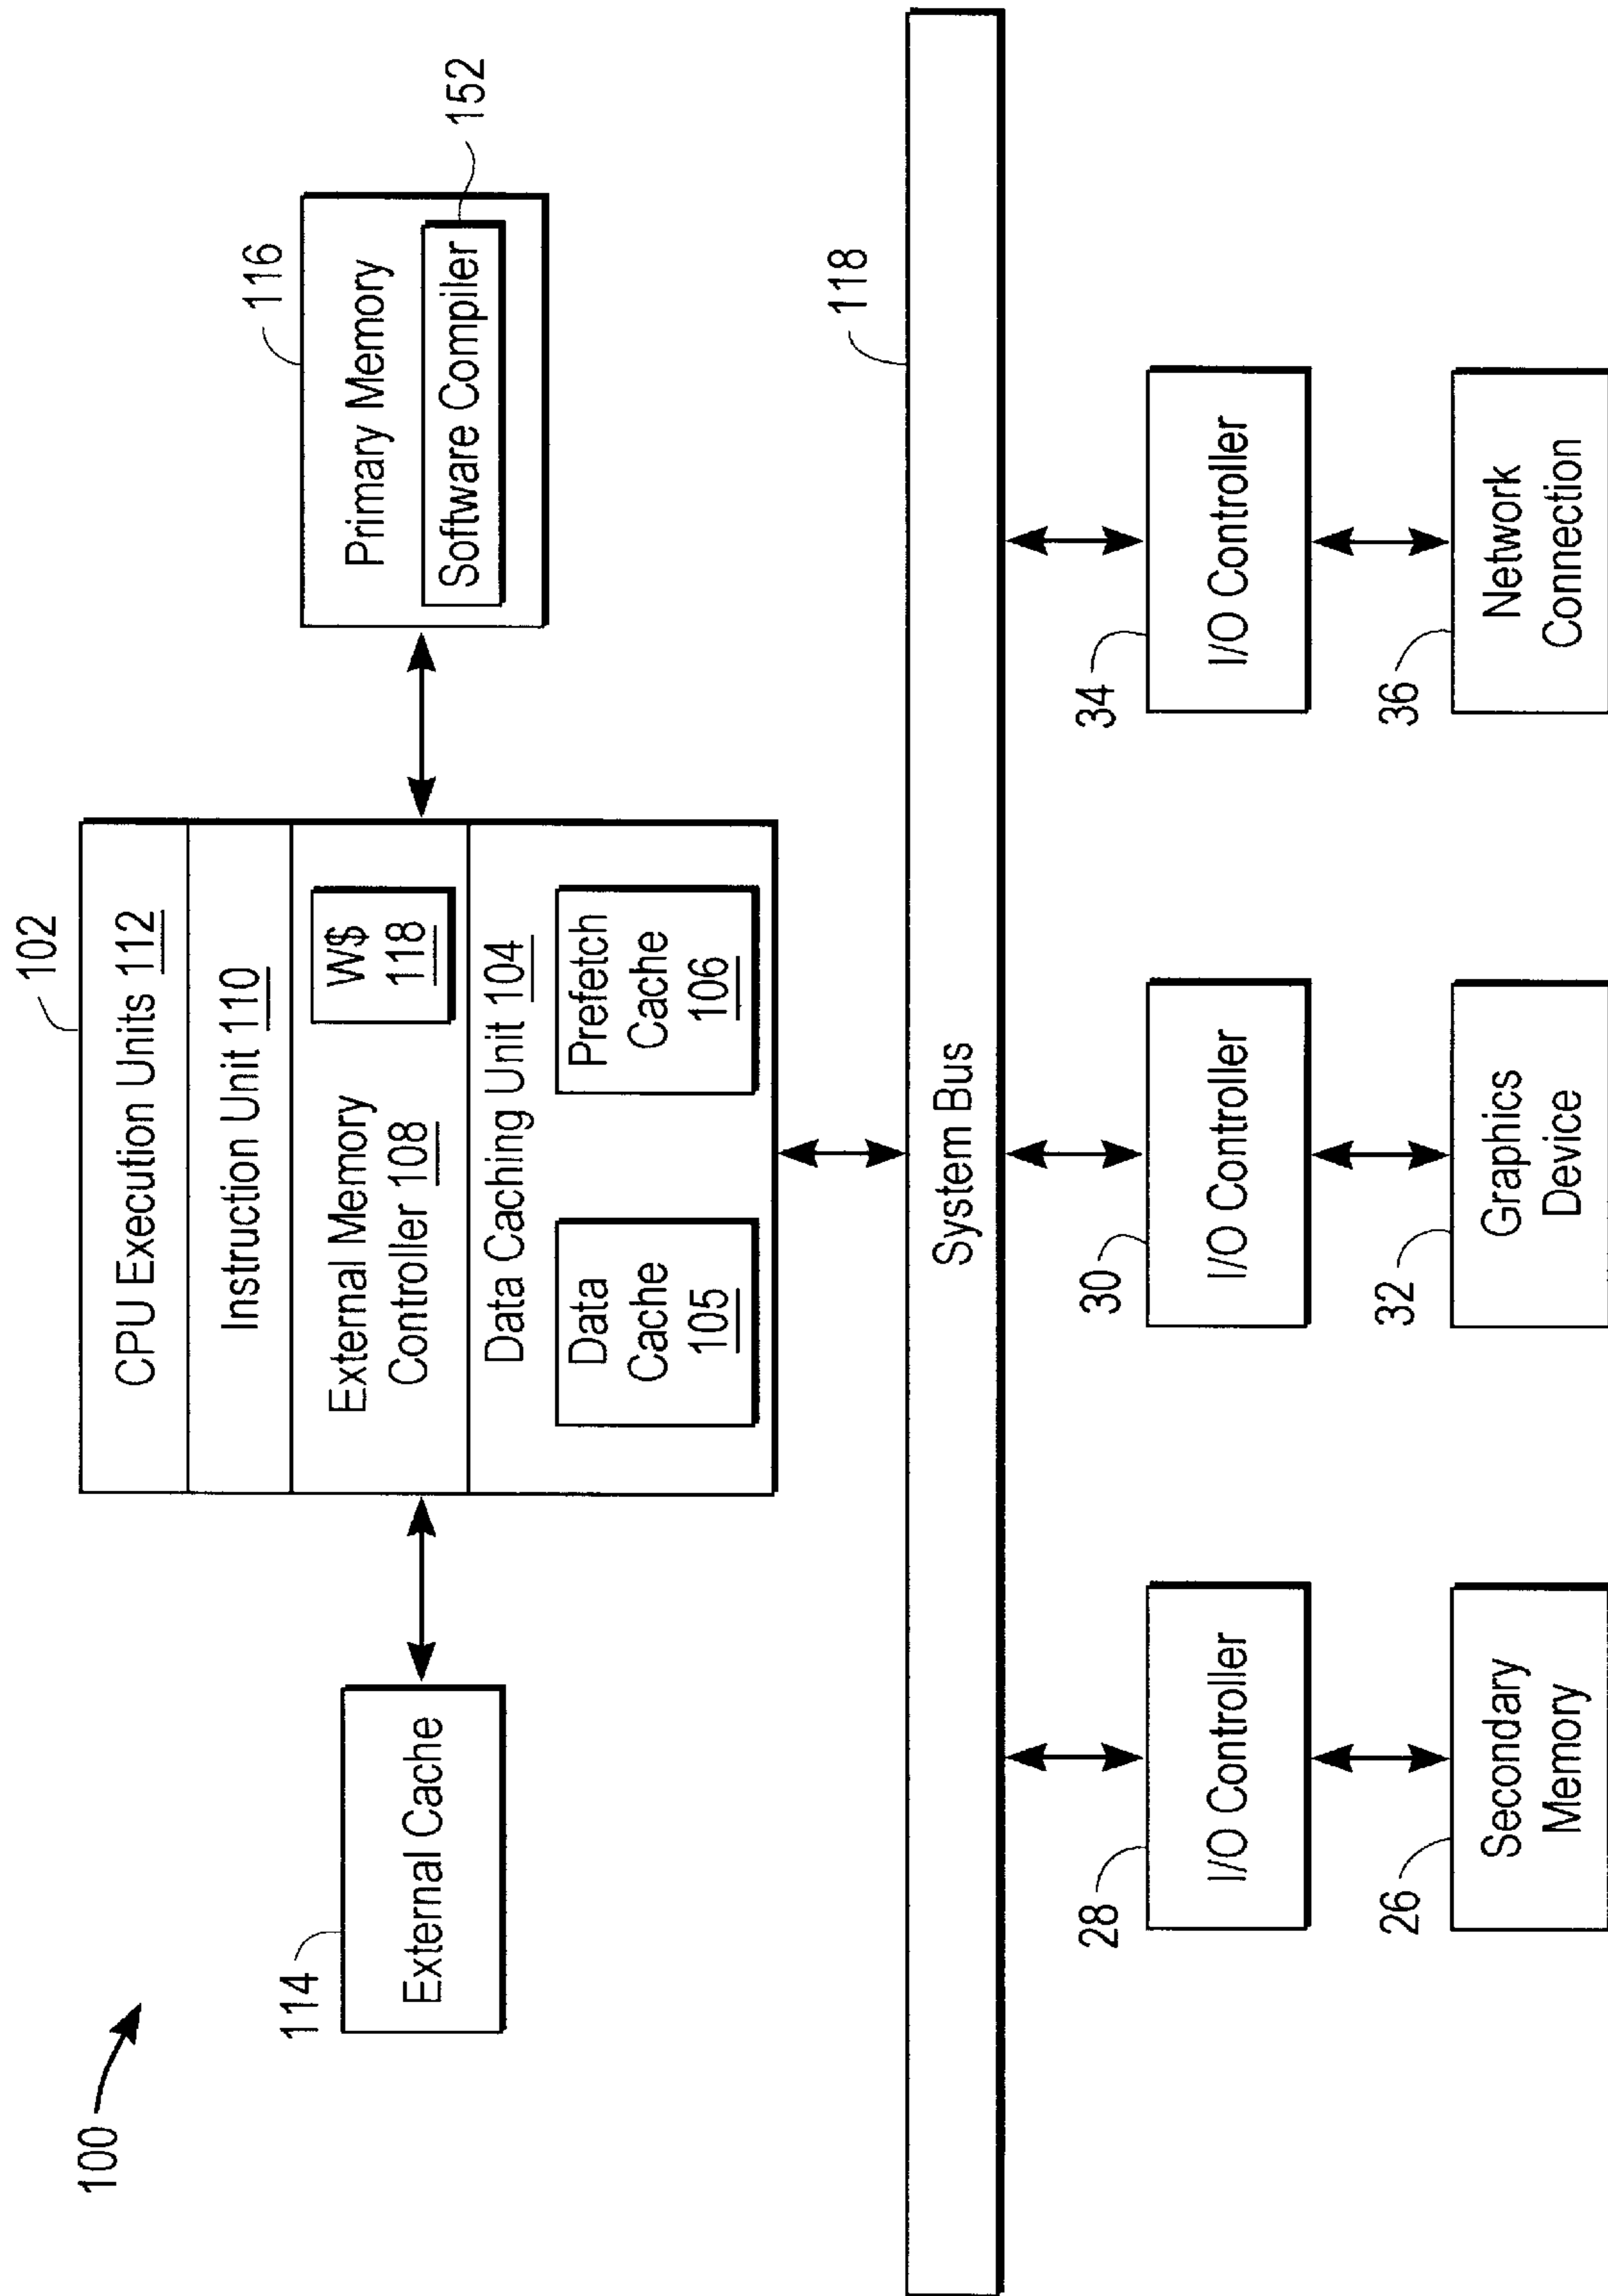 100
102
CPU Execution Units 112
Instruction Unit 110
External Memory
Controller 108
W$
118
Data Caching Unit 104
Data
Cache
105
Prefetch
Cache
106
114
External Cache
116
Primary Memory
Software Compiler
152
118
System Bus
28
I/O Controller
30
I/O Controller
34
I/O Controller
26
Secondary
Memory
32
Graphics
Device
36
Network
Connection